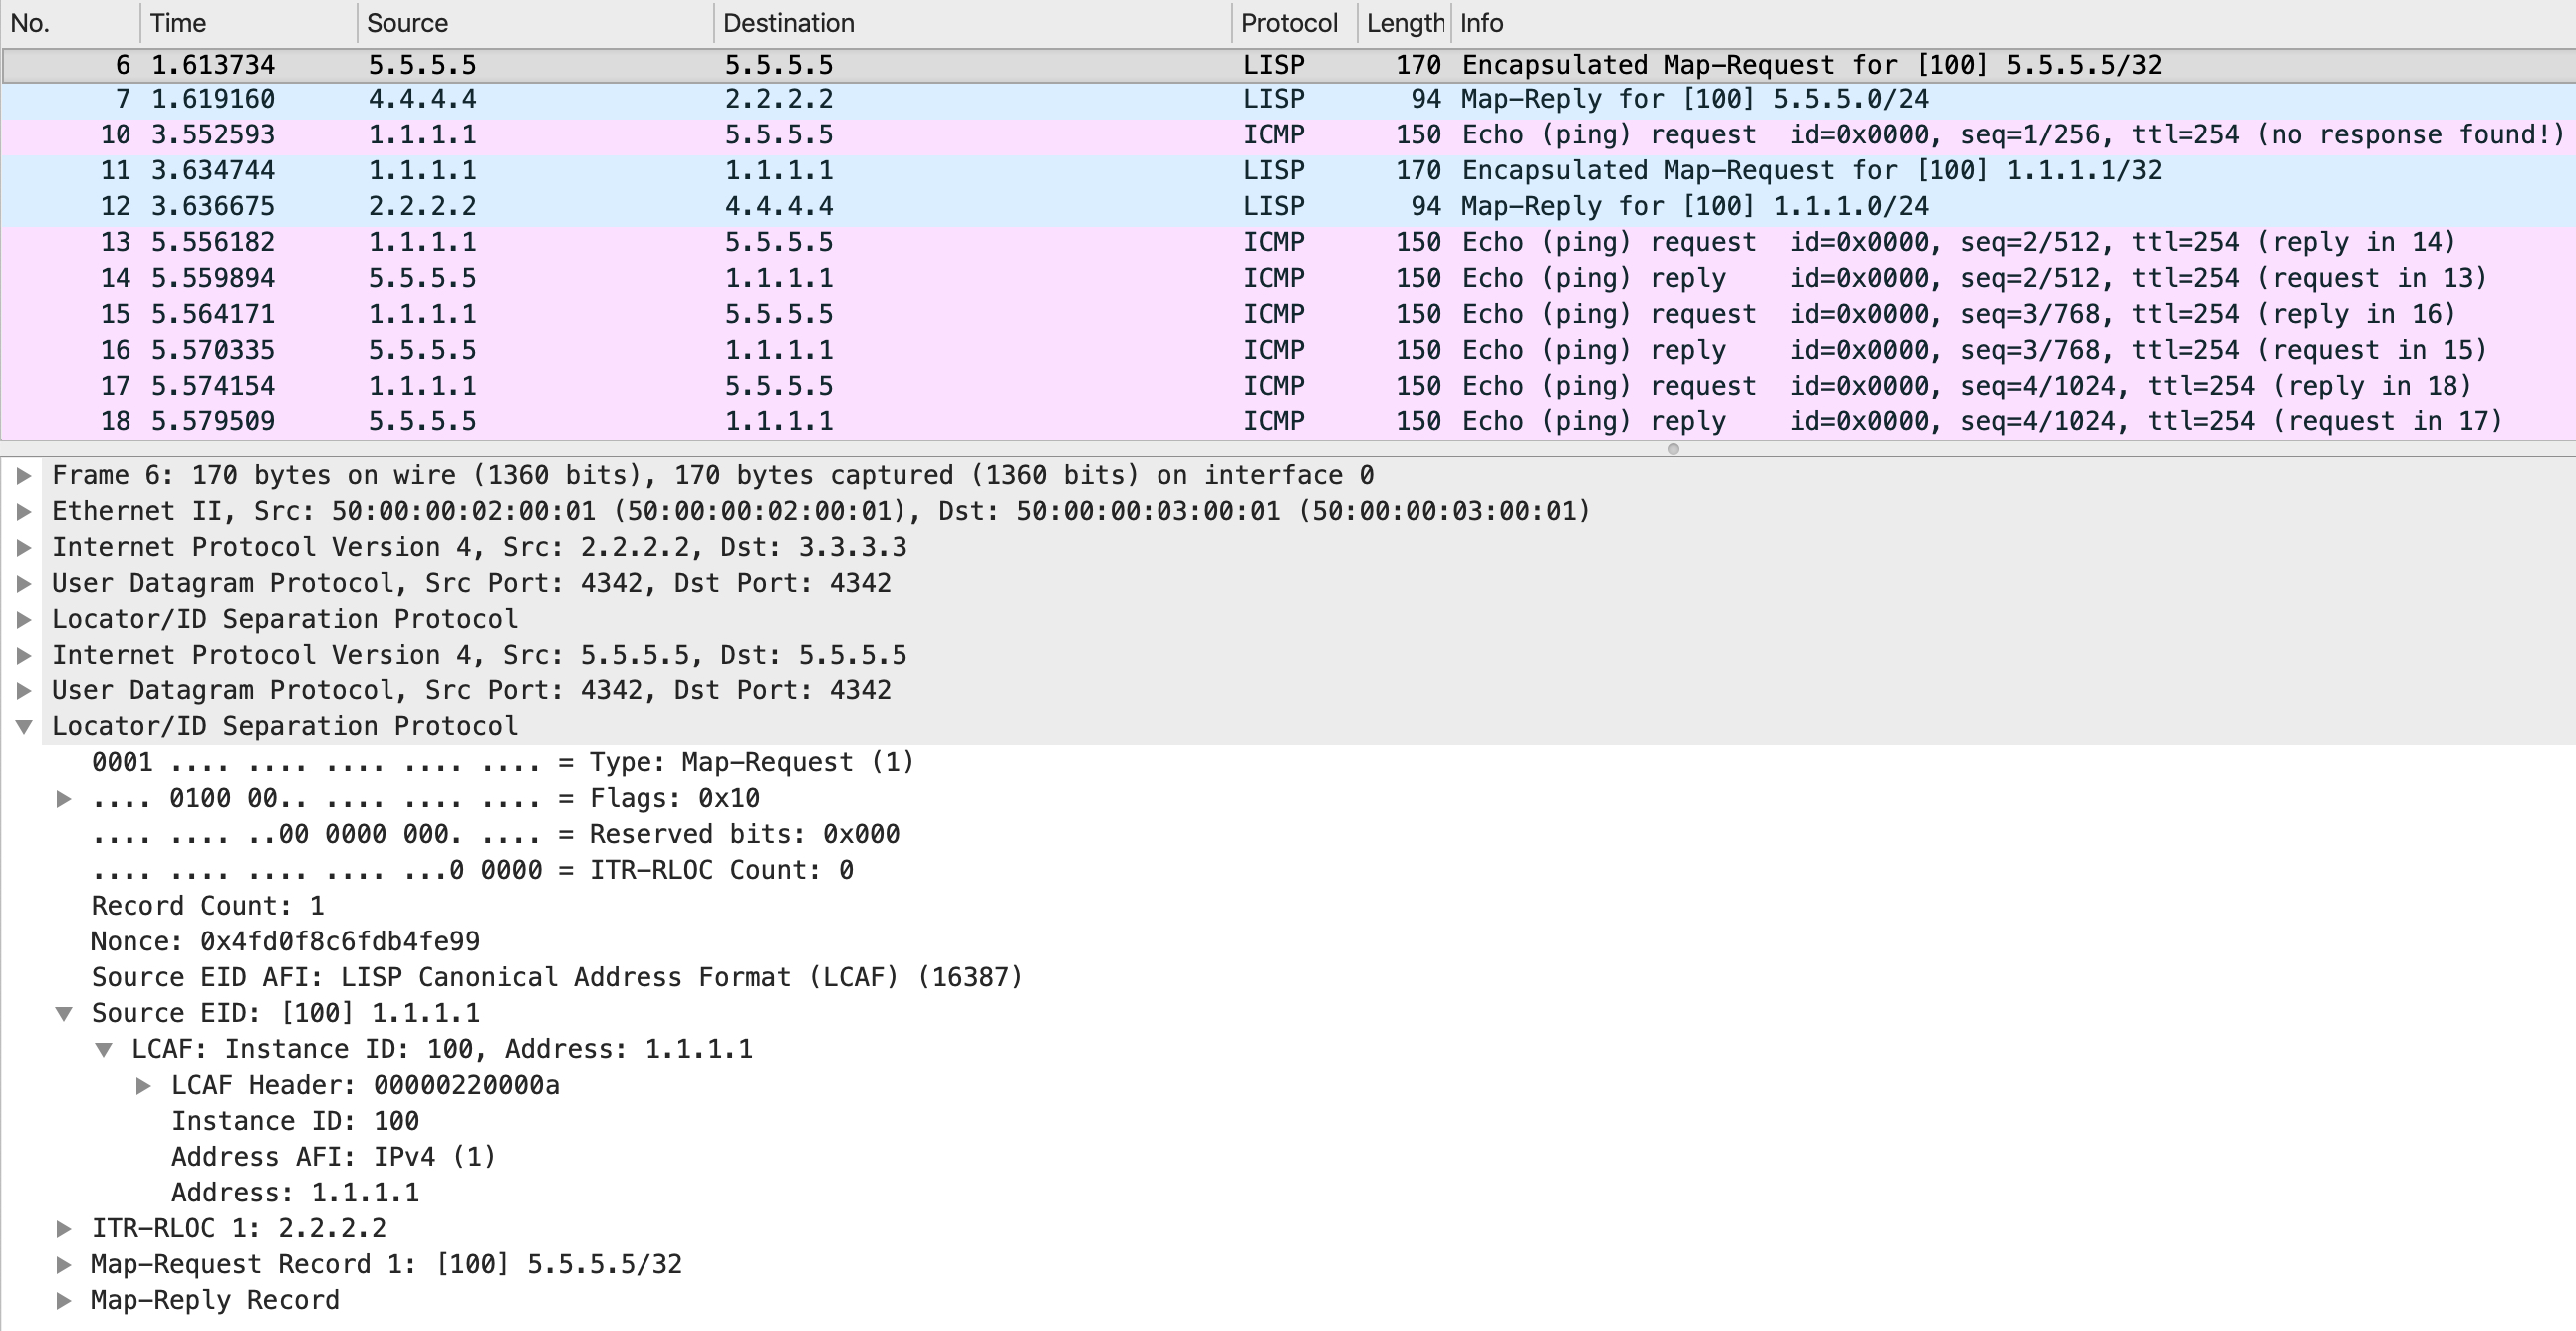 No. Time Source Destination Protocol Length Info
6 1.613734 5.5.5.5 5.5.5.5 LISP 170 Encapsulated Map-Request for [100] 5.5.5.5/32
7 1.619160 4.4.4.4 2.2.2.2 LISP 94 Map-Reply for [100] 5.5.5.0/24
10 3.552593 1.1.1.1 5.5.5.5 ICMP 150 Echo (ping) request id=0x0000, seq=1/256, ttl=254 (no response found!)
11 3.634744 1.1.1.1 1.1.1.1 LISP 170 Encapsulated Map-Request for [100] 1.1.1.1/32
12 3.636675 2.2.2.2 4.4.4.4 LISP 94 Map-Reply for [100] 1.1.1.0/24
13 5.556182 1.1.1.1 5.5.5.5 ICMP 150 Echo (ping) request id=0x0000, seq=2/512, ttl=254 (reply in 14)
14 5.559894 5.5.5.5 1.1.1.1 ICMP 150 Echo (ping) reply id=0x0000, seq=2/512, ttl=254 (request in 13)
15 5.564171 1.1.1.1 5.5.5.5 ICMP 150 Echo (ping) request id=0x0000, seq=3/768, ttl=254 (reply in 16)
16 5.570335 5.5.5.5 1.1.1.1 ICMP 150 Echo (ping) reply id=0x0000, seq=3/768, ttl=254 (request in 15)
17 5.574154 1.1.1.1 5.5.5.5 ICMP 150 Echo (ping) request id=0x0000, seq=4/1024, ttl=254 (reply in 18)
18 5.579509 5.5.5.5 1.1.1.1 ICMP 150 Echo (ping) reply id=0x0000, seq=4/1024, ttl=254 (request in 17)
Frame 6: 170 bytes on wire (1360 bits), 170 bytes captured (1360 bits) on interface 0
Ethernet II, Src: 50:00:00:02:00:01 (50:00:00:02:00:01), Dst: 50:00:00:03:00:01 (50:00:00:03:00:01)
Internet Protocol Version 4, Src: 2.2.2.2, Dst: 3.3.3.3
User Datagram Protocol, Src Port: 4342, Dst Port: 4342
Locator/ID Separation Protocol
Internet Protocol Version 4, Src: 5.5.5.5, Dst: 5.5.5.5
User Datagram Protocol, Src Port: 4342, Dst Port: 4342
Locator/ID Separation Protocol
0001 .... .... .... .... .... = Type: Map-Request (1)
.... 0100 00.. .... .... .... = Flags: 0x10
.... .... ..00 0000 000. .... = Reserved bits: 0x000
.... .... .... .... ...0 0000 = ITR-RLOC Count: 0
Record Count: 1
Nonce: 0x4fd0f8c6fdb4fe99
Source EID AFI: LISP Canonical Address Format (LCAF) (16387)
Source EID: [100] 1.1.1.1
LCAF: Instance ID: 100, Address: 1.1.1.1
LCAF Header: 00000220000a
Instance ID: 100
Address AFI: IPv4 (1)
Address: 1.1.1.1
ITR-RLOC 1: 2.2.2.2
Map-Request Record 1: [100] 5.5.5.5/32
Map-Reply Record